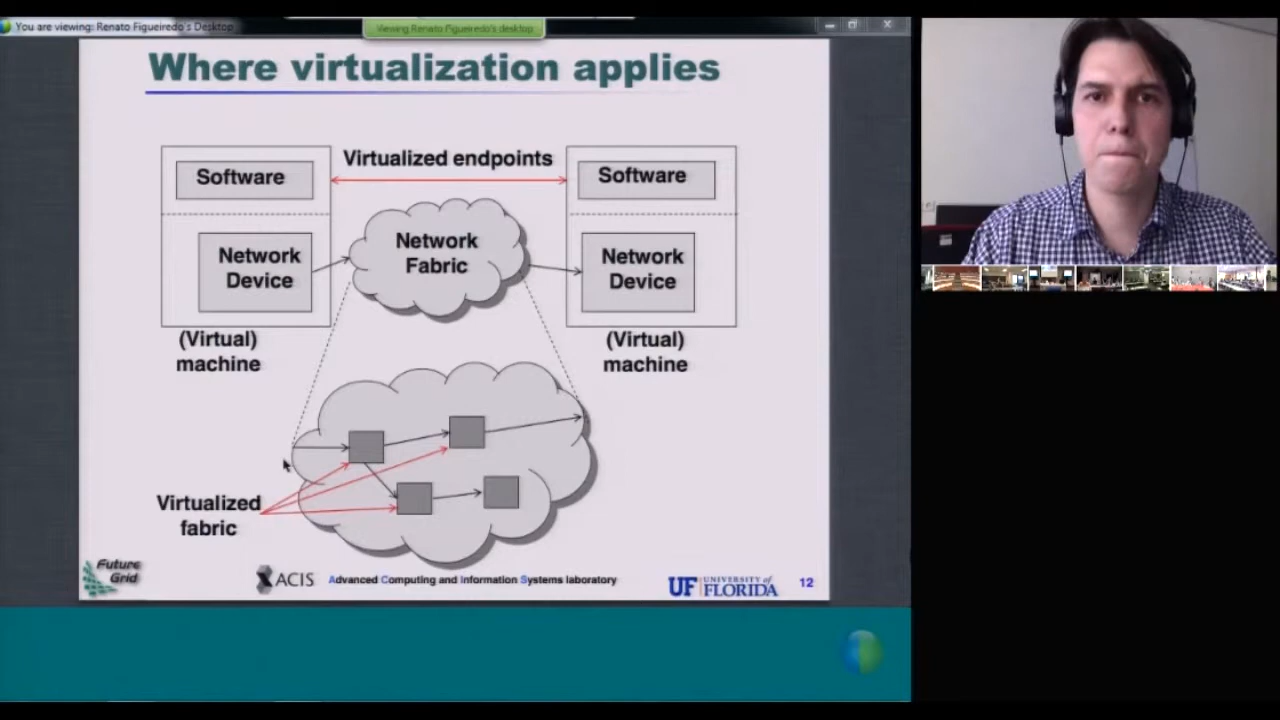 You are viewing: Renato Figueiredo's Desktop
Viewing Renato Figueiredo's desktop
Where virtualization applies
Virtualized endpoints
Software
Software
Network
Fabric
Network
Device
Network
Device
(Virtual)
machine
(Virtual)
machine
Virtualized
fabric
Future
Grid
ACIS
Advanced Computing and Information Systems laboratory
UF UNIVERSITY of
FLORIDA
12